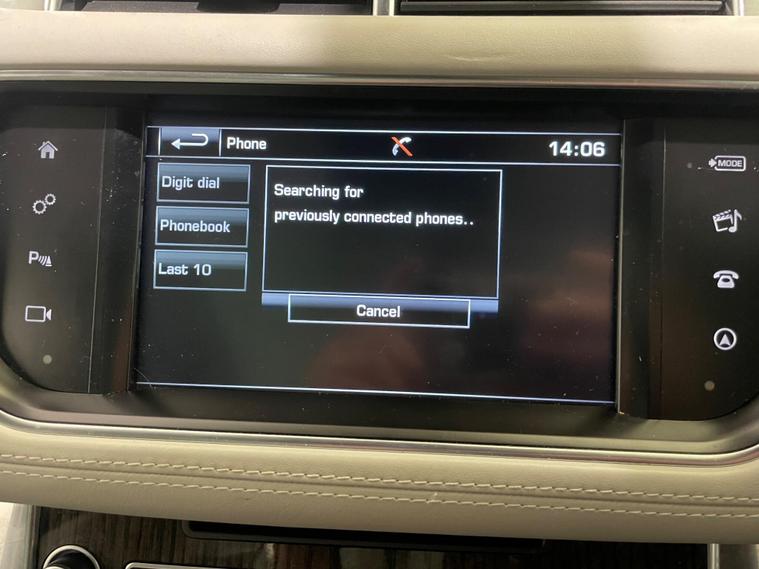 Phone
14:06
MODE
Digit dial
Searching for
previously connected phones..
Phonebook
P
Last 10
Cancel